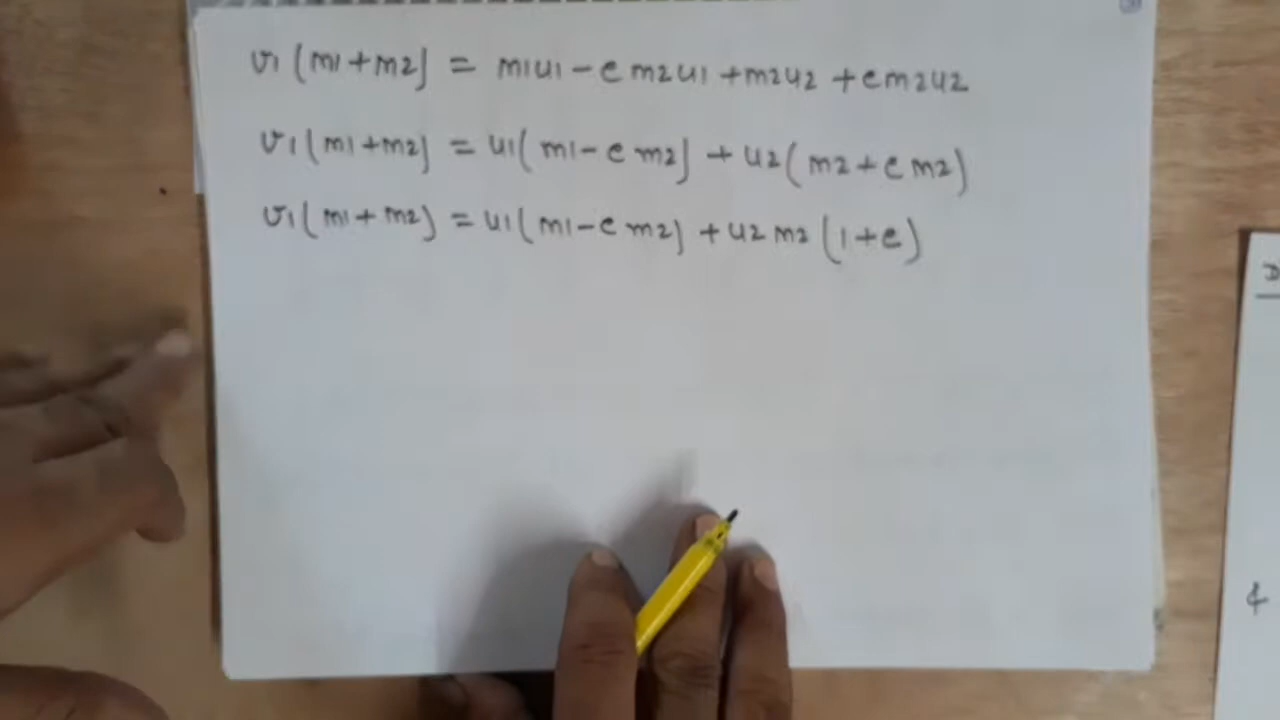 v1 (m1+m2) = m1u1 - e m2u1 + m2u2 + e m2u2
v1 (m1+m2) = u1 (m1 - e m2) + u2 (m2 + e m2)
v1 (m1 + m2) = u1 (m1 - e m2) + u2 m2 (1 + e)